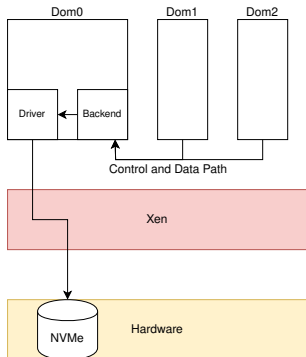 Dom0
Dom1
Dom2
Driver
Backend
Control and Data Path
Xen
NVMe
Hardware